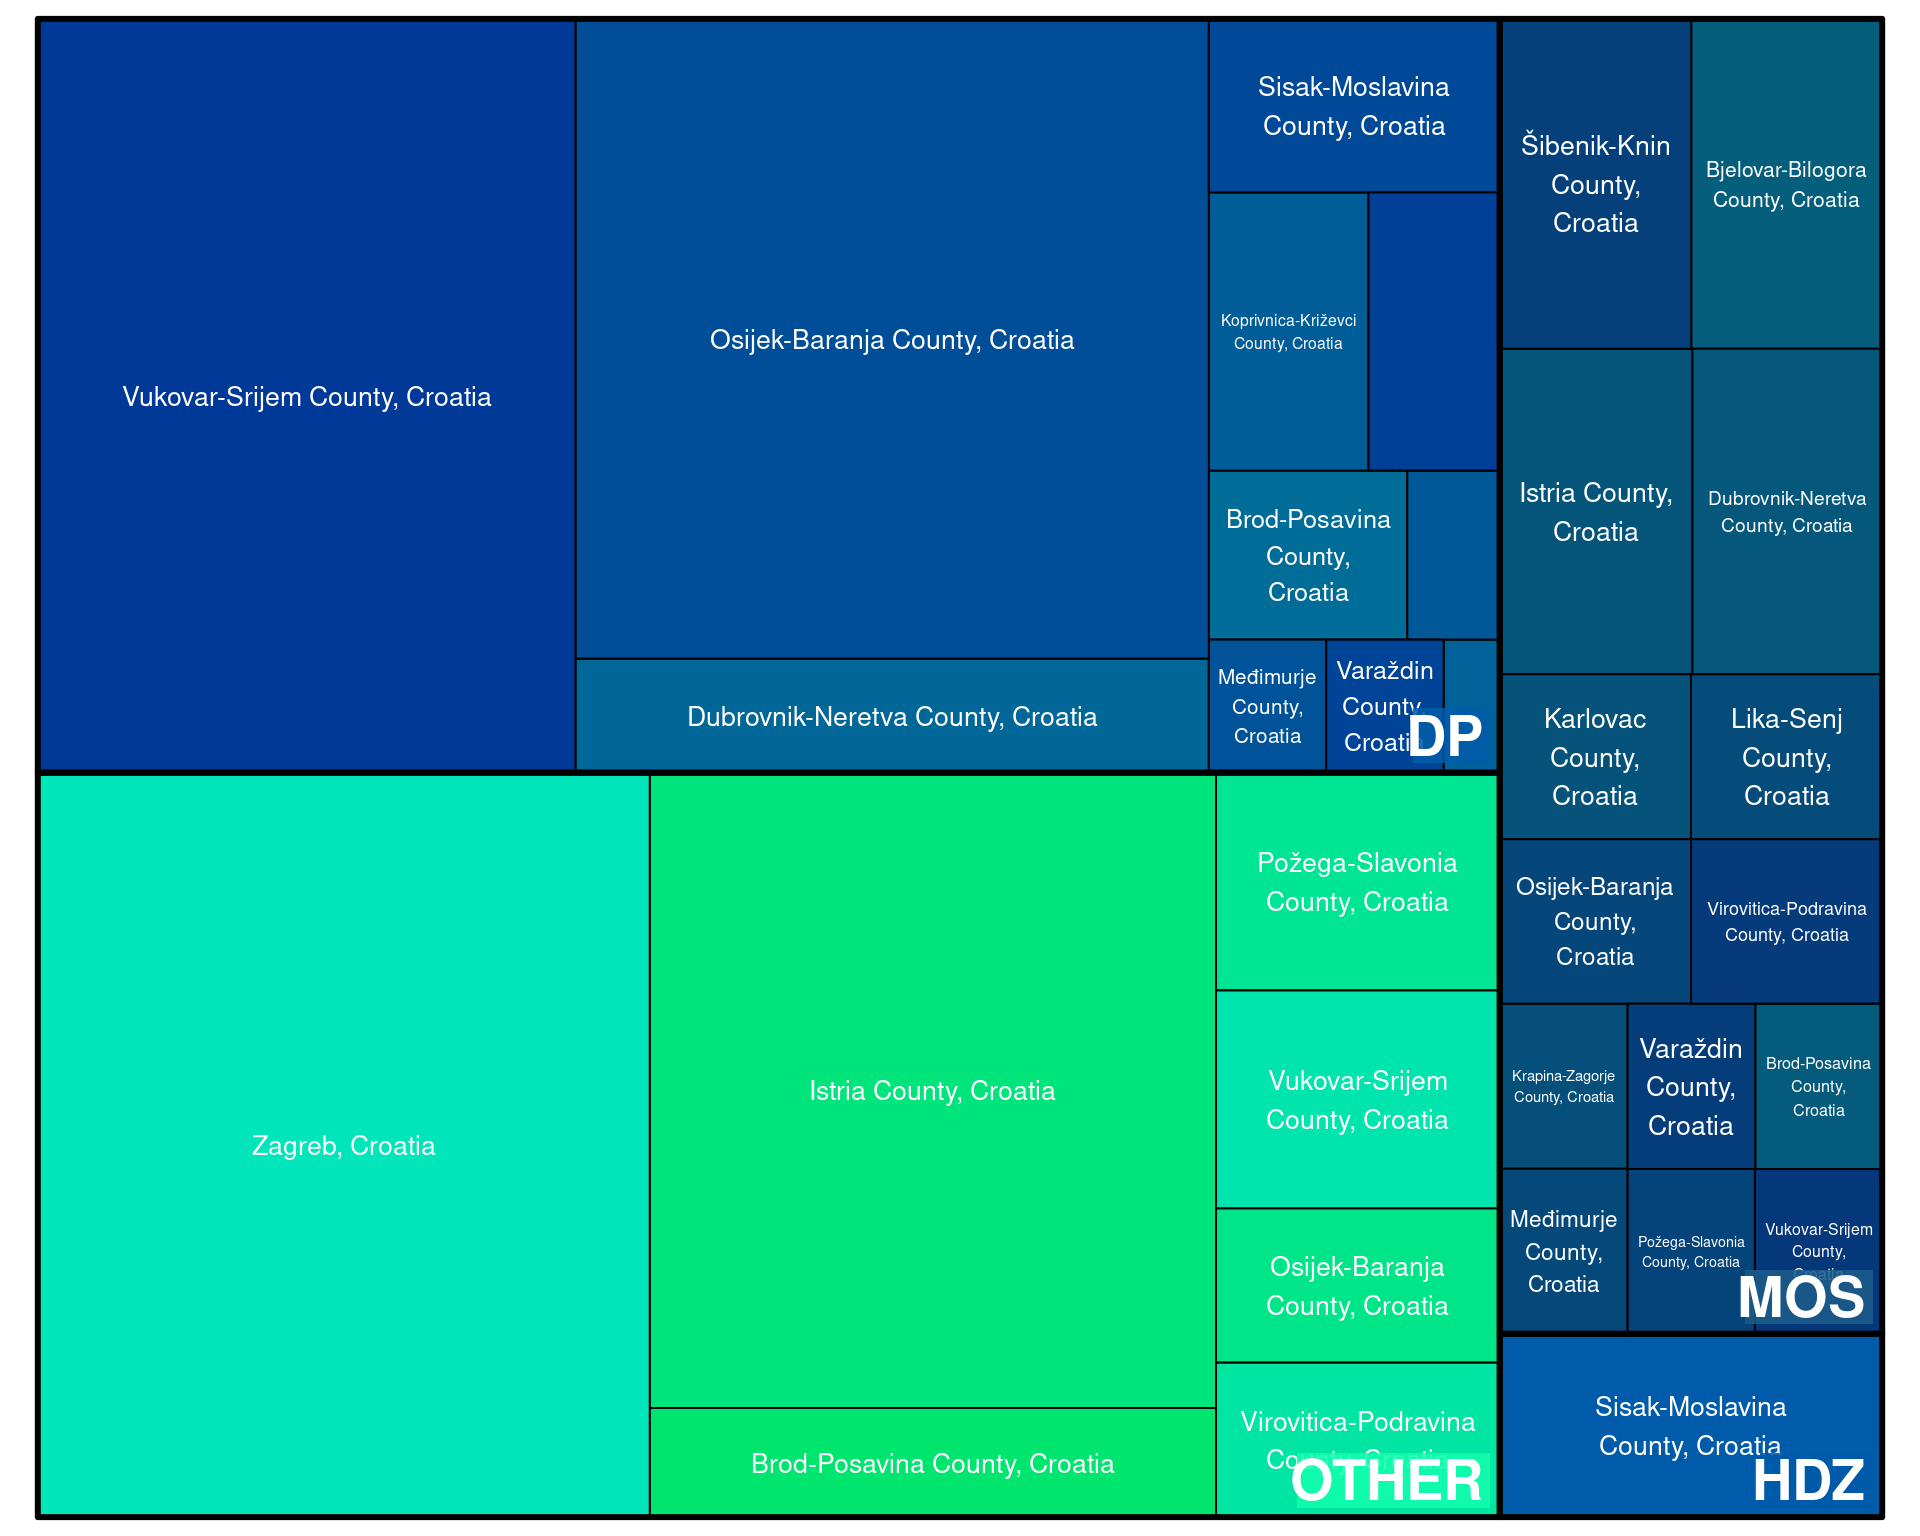 Vukovar-Srijem County, Croatia
Osijek-Baranja County, Croatia
Dubrovnik-Neretva County, Croatia
Sisak-Moslavina
County, Croatia
Koprivnica-Križevci
County, Croatia
Brod-Posavina
County,
Croatia
Međimurje
County,
Croatia
Varaždin
County,
Croatia
DP
Zagreb, Croatia
Istria County, Croatia
Brod-Posavina County, Croatia
Požega-Slavonia
County, Croatia
Vukovar-Srijem
County, Croatia
Osijek-Baranja
County, Croatia
Virovitica-Podravina
County, Croatia
OTHER
Šibenik-Knin
County,
Croatia
Bjelovar-Bilogora
County, Croatia
Istria County,
Croatia
Dubrovnik-Neretva
County, Croatia
Karlovac
County,
Croatia
Lika-Senj
County,
Croatia
Osijek-Baranja
County,
Croatia
Virovitica-Podravina
County, Croatia
Krapina-Zagorje
County, Croatia
Varaždin
County,
Croatia
Brod-Posavina
County,
Croatia
Međimurje
County,
Croatia
Požega-Slavonia
County, Croatia
Vukovar-Srijem
County,
Croatia
MOS
Sisak-Moslavina
County, Croatia
HDZ